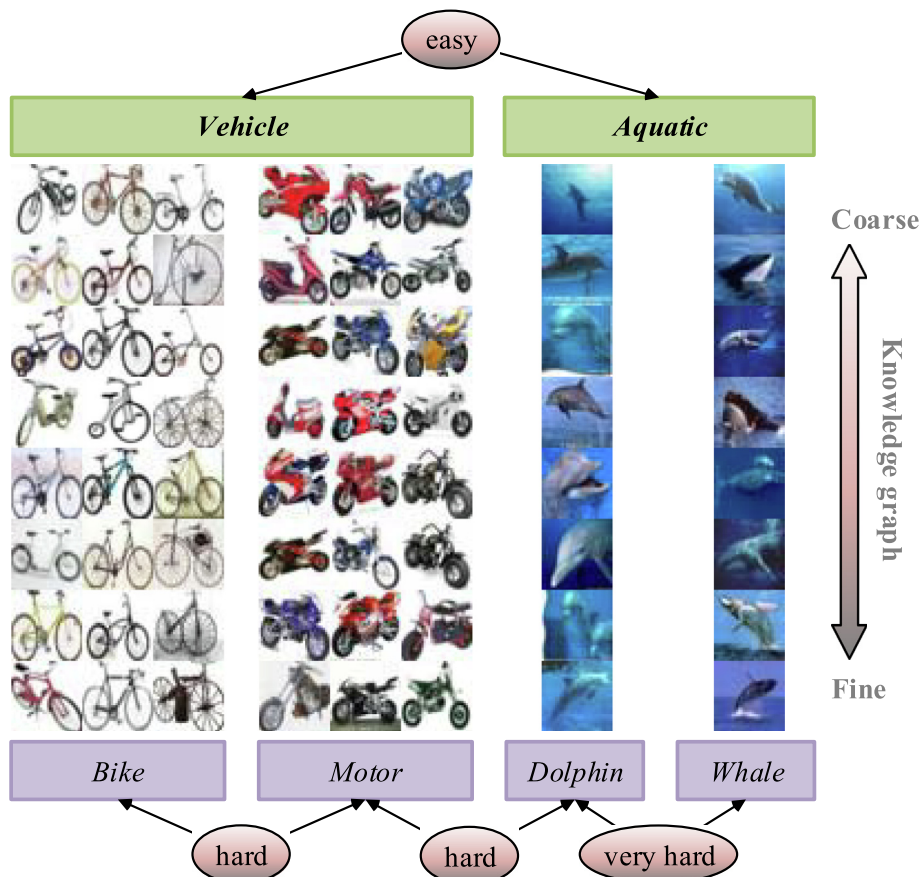 easy
Vehicle
Aquatic
Coarse
Knowledge graph
Fine
Bike
Motor
Dolphin
Whale
hard
hard
very hard